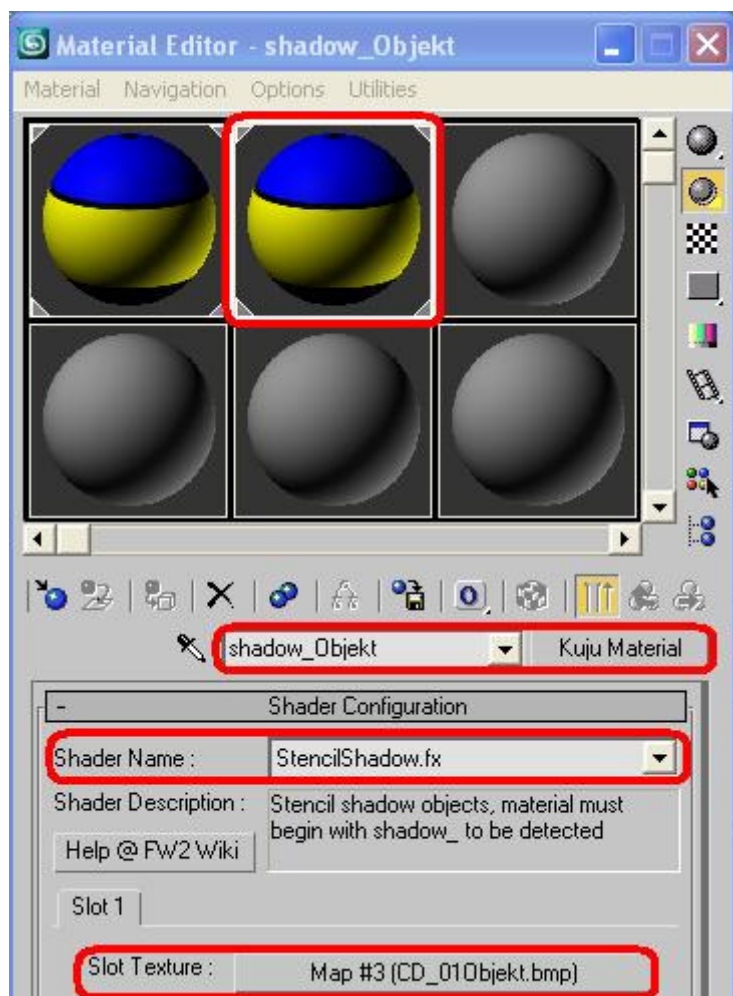 Material Editor - shadow_Objekt
Material Navigation Options Utilities
shadow_Objekt Kuju Material
- Shader Configuration
Shader Name : StencilShadow.fx
Shader Description : Stencil shadow objects, material must
begin with shadow_ to be detected
Help @ FW2 Wiki
Slot 1
Slot Texture : Map #3 (CD_01Objekt.bmp)